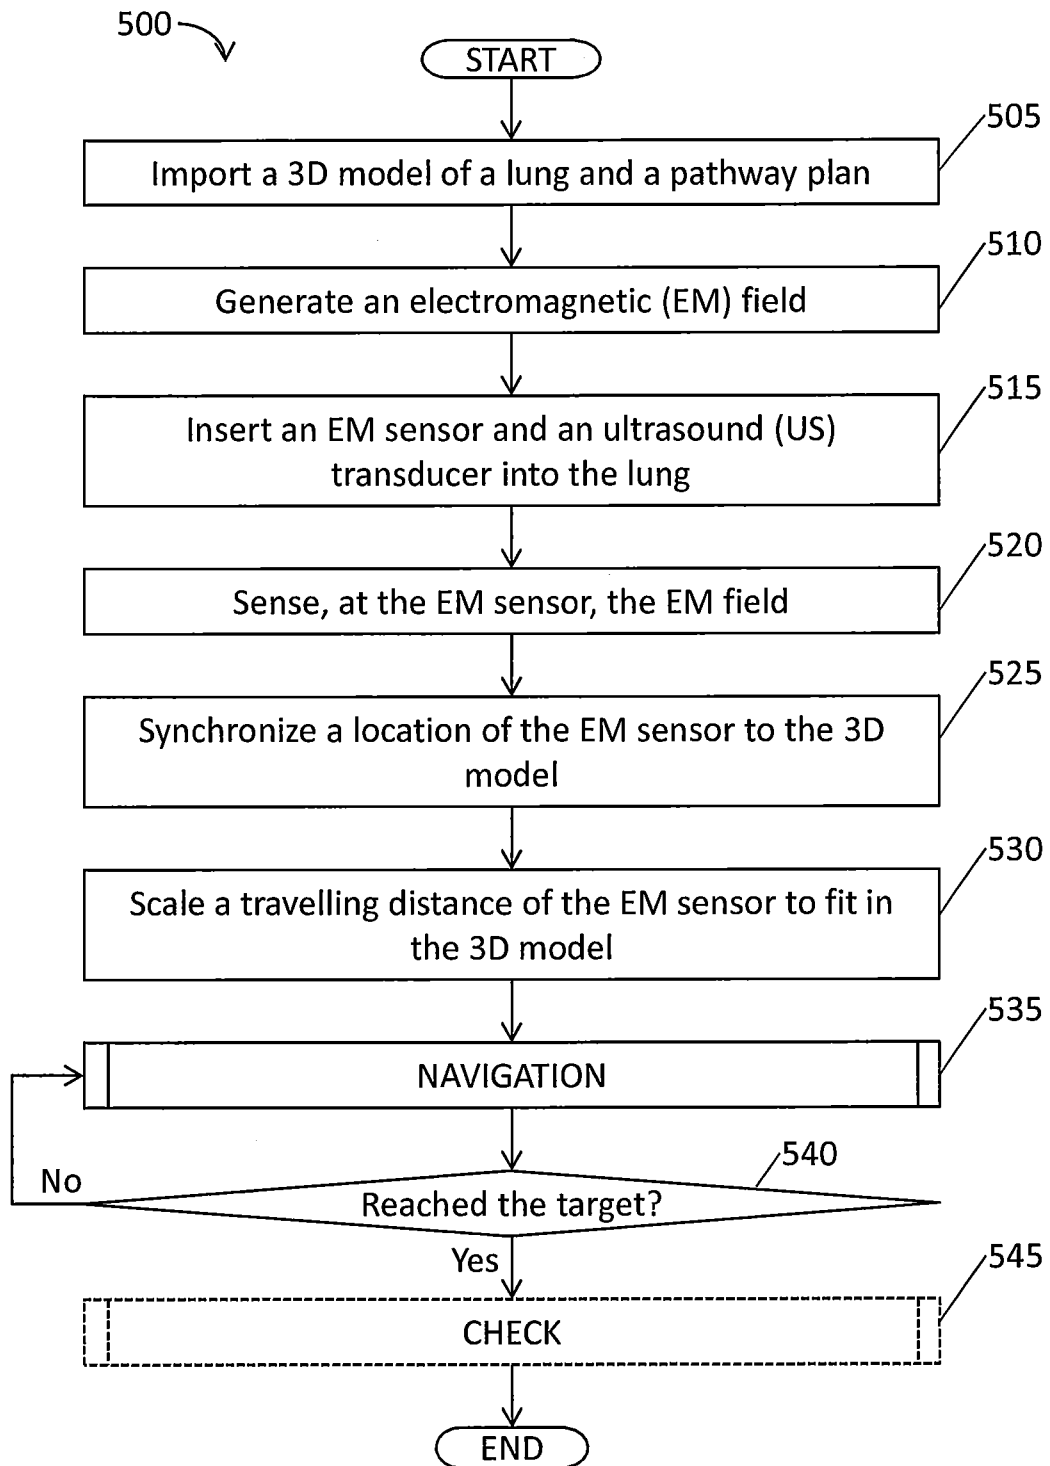 500
START
505
Import a 3D model of a lung and a pathway plan
510
Generate an electromagnetic (EM) field
515
Insert an EM sensor and an ultrasound (US)
transducer into the lung
520
Sense, at the EM sensor, the EM field
525
Synchronize a location of the EM sensor to the 3D
model
530
Scale a travelling distance of the EM sensor to fit in
the 3D model
535
NAVIGATION
540
No
Reached the target?
Yes
545
CHECK
END